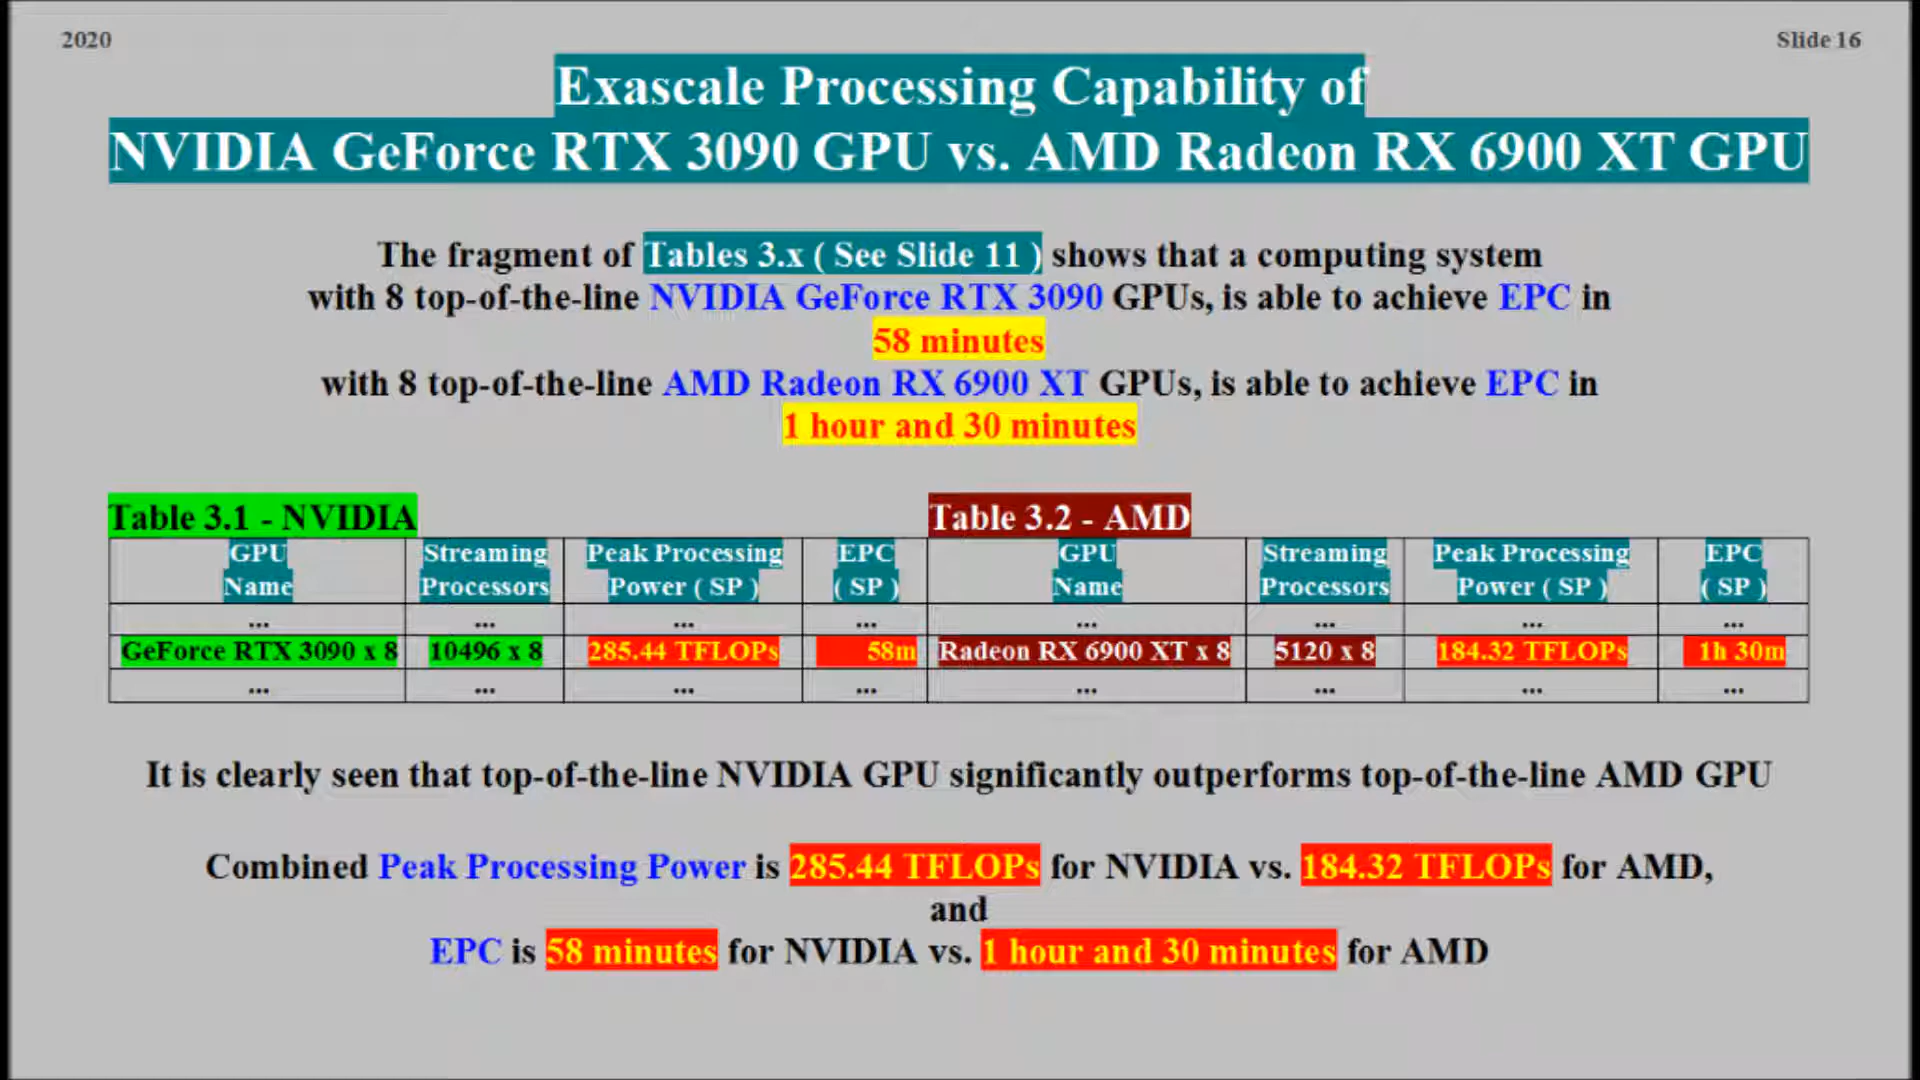 2020
Slide 16
Exascale Processing Capability of
NVIDIA GeForce RTX 3090 GPU vs. AMD Radeon RX 6900 XT GPU
The fragment of Tables 3.x ( See Slide 11 ) shows that a computing system
with 8 top-of-the-line NVIDIA GeForce RTX 3090 GPUs, is able to achieve EPC in
58 minutes
with 8 top-of-the-line AMD Radeon RX 6900 XT GPUs, is able to achieve EPC in
1 hour and 30 minutes
Table 3.1 - NVIDIA Table 3.2 - AMD
GPU Streaming Peak Processing EPC GPU Streaming Peak Processing EPC
Name Processors Power ( SP ) ( SP ) Name Processors Power ( SP ) ( SP )
... ... ... ... ... ... ... ...
GeForce RTX 3090 x 8 10496 x 8 285.44 TFLOPs 58m Radeon RX 6900 XT x 8 5120 x 8 184.32 TFLOPs 1h 30m
... ... ... ... ... ... ... ...
It is clearly seen that top-of-the-line NVIDIA GPU significantly outperforms top-of-the-line AMD GPU
Combined Peak Processing Power is 285.44 TFLOPs for NVIDIA vs. 184.32 TFLOPs for AMD,
and
EPC is 58 minutes for NVIDIA vs. 1 hour and 30 minutes for AMD